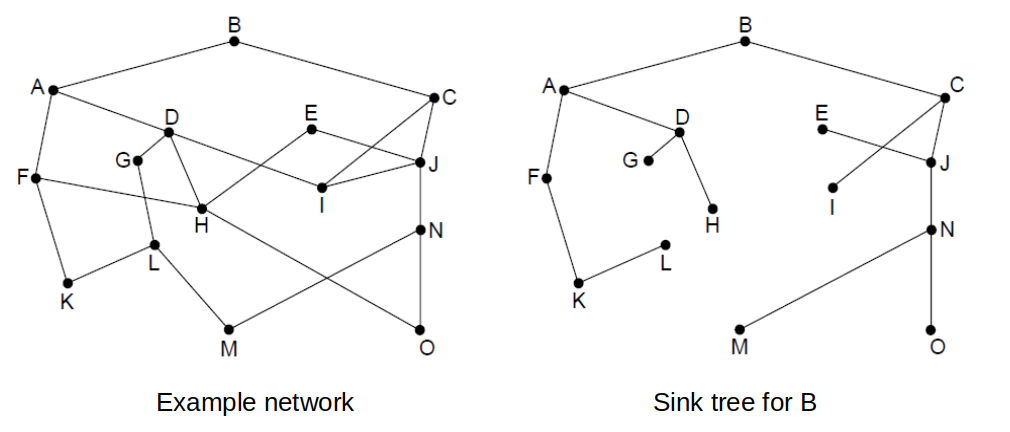 B
A
C
D
E
G
J
F
I
H
N
L
K
M
O
Example network
B
A
C
D
E
G
J
F
I
H
N
L
K
M
O
Sink tree for B